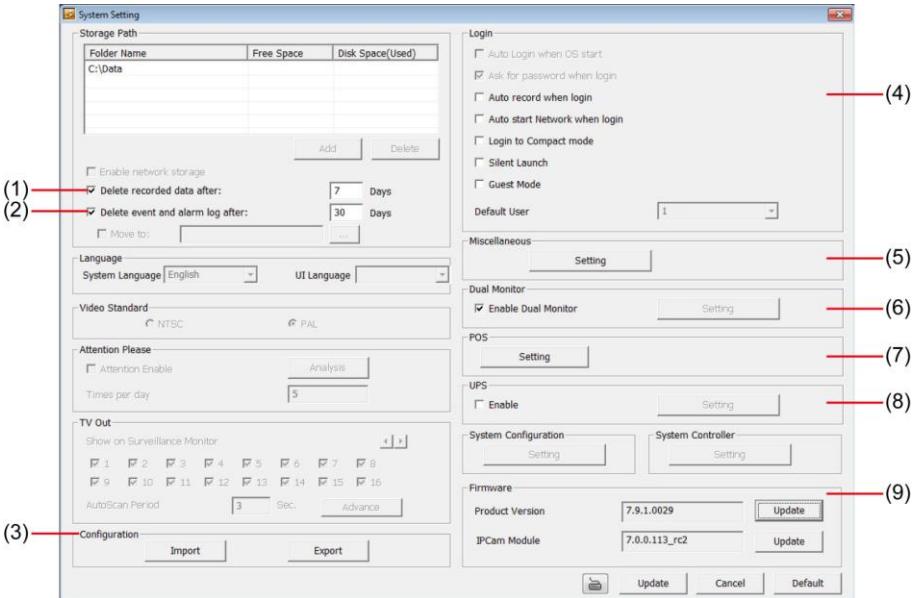 System Setting
Storage Path
Folder Name Free Space Disk Space(Used)
C:\Data
Add Delete
Enable network storage
(1) Delete recorded data after: 7 Days
(2) Delete event and alarm log after: 30 Days
Move to: ...
Language
System Language English UI Language
Video Standard
NTSC PAL
Attention Please
Attention Enable Analysis
Times per day 5
TV Out
Show on Surveillance Monitor
1 2 3 4 5 6 7 8
9 10 11 12 13 14 15 16
AutoScan Period 3 Sec. Advance
(3) Configuration
Import Export
Login
Auto Login when OS start
Ask for password when login
Auto record when login (4)
Auto start Network when login
Login to Compact mode
Silent Launch
Guest Mode
Default User 1
Miscellaneous
Setting (5)
Dual Monitor
Enable Dual Monitor Setting (6)
POS
Setting (7)
UPS
Enable Setting (8)
System Configuration System Controller
Setting Setting
Firmware (9)
Product Version 7.9.1.0029 Update
IPCam Module 7.0.0.113_rc2 Update
Update Cancel Default